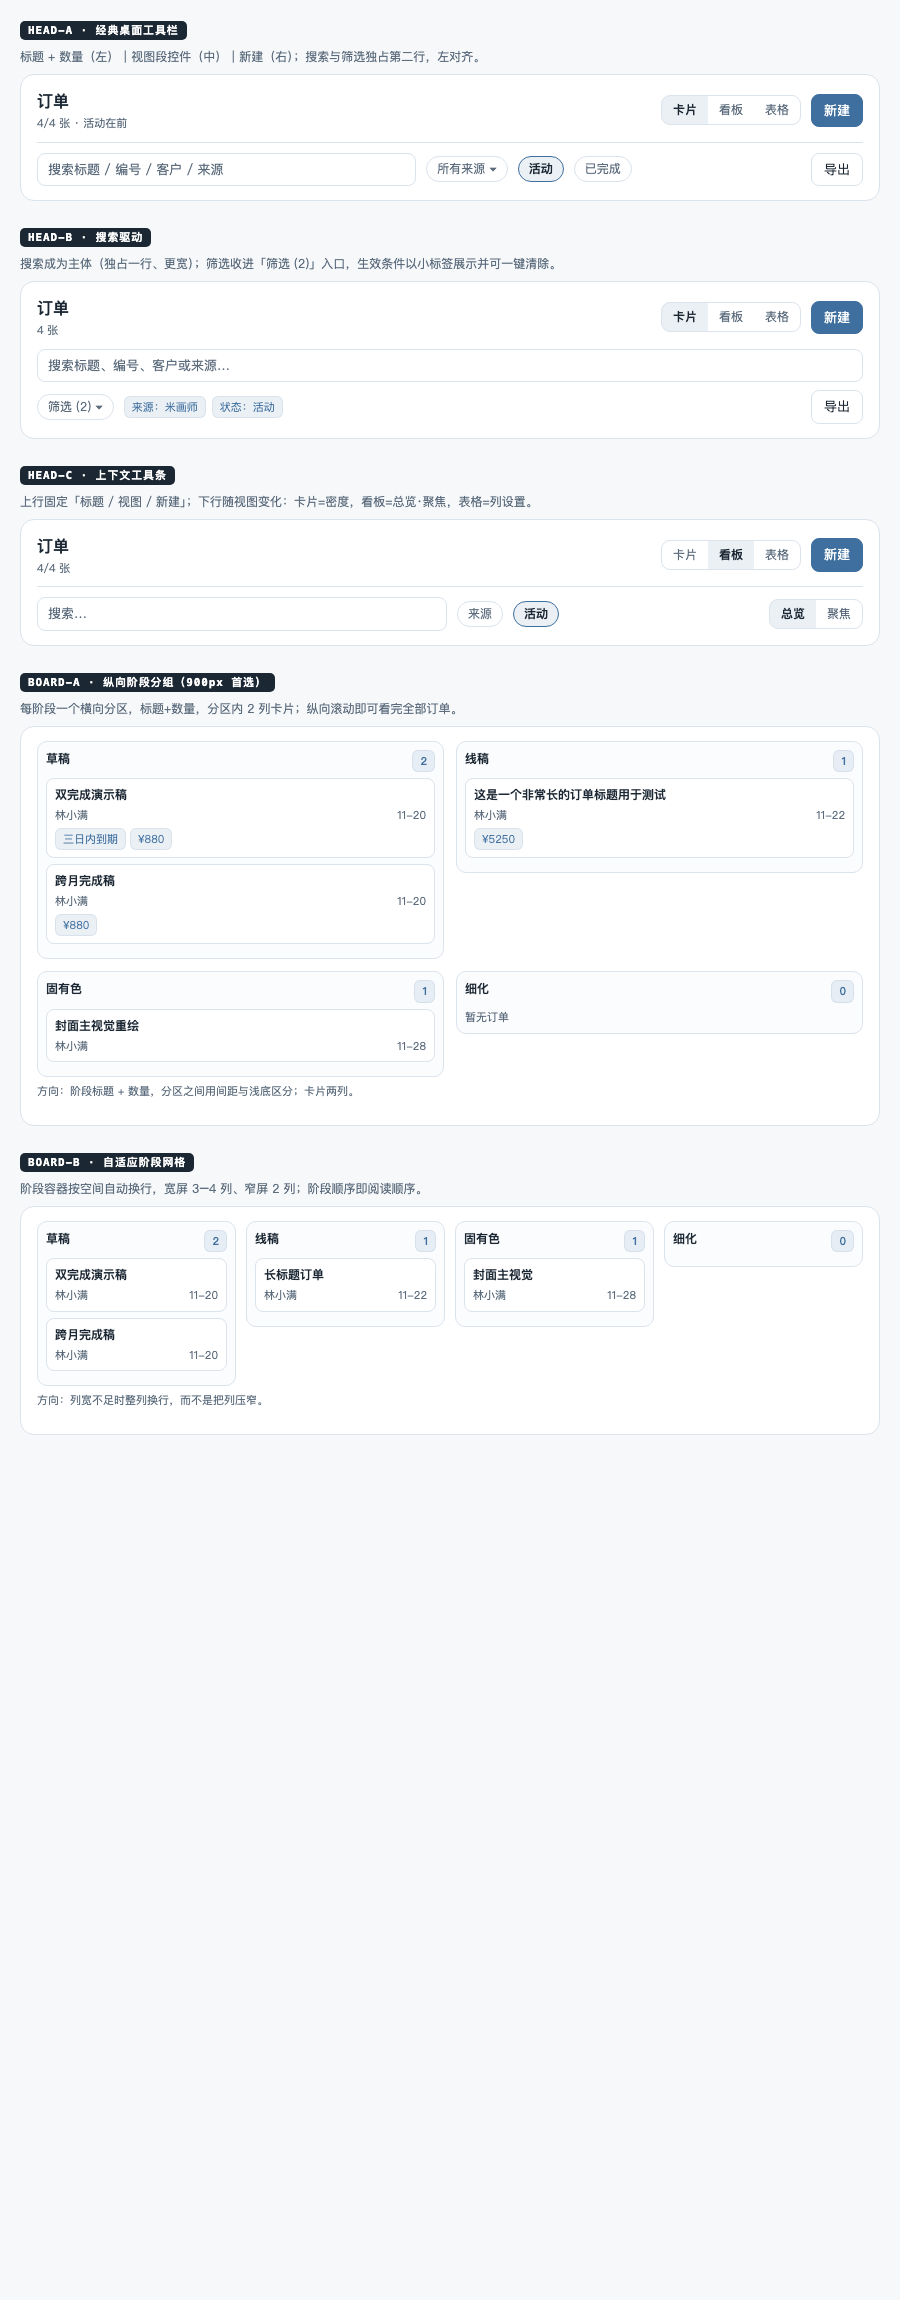 HEAD-A · 经典桌面工具栏
标题 + 数量（左）｜视图段控件（中）｜新建（右）；搜索与筛选独占第二行，左对齐。
订单
4/4 张 · 活动在前
卡片 看板 表格 新建
搜索标题 / 编号 / 客户 / 来源 所有来源 活动 已完成 导出
HEAD-B · 搜索驱动
搜索成为主体（独占一行、更宽）；筛选收进「筛选 (2)」入口，生效条件以小标签展示并可一键清除。
订单
4 张
卡片 看板 表格 新建
搜索标题、编号、客户或来源…
筛选 (2) 来源：米画师 状态：活动 导出
HEAD-C · 上下文工具条
上行固定「标题 / 视图 / 新建」；下行随视图变化：卡片=密度，看板=总览·聚焦，表格=列设置。
订单
4/4 张
卡片 看板 表格 新建
搜索… 来源 活动 总览 聚焦
BOARD-A · 纵向阶段分组（900px 首选）
每阶段一个横向分区，标题+数量，分区内 2 列卡片；纵向滚动即可看完全部订单。
草稿 2
双完成演示稿
林小满 11-20
三日内到期 ¥880
跨月完成稿
林小满 11-20
¥880
线稿 1
这是一个非常长的订单标题用于测试
林小满 11-22
¥5250
固有色 1
封面主视觉重绘
林小满 11-28
细化 0
暂无订单
方向：阶段标题 + 数量，分区之间用间距与浅底区分；卡片两列。
BOARD-B · 自适应阶段网格
阶段容器按空间自动换行，宽屏 3–4 列、窄屏 2 列；阶段顺序即阅读顺序。
草稿 2
双完成演示稿
林小满 11-20
跨月完成稿
林小满 11-20
线稿 1
长标题订单
林小满 11-22
固有色 1
封面主视觉
林小满 11-28
细化 0
方向：列宽不足时整列换行，而不是把列压窄。